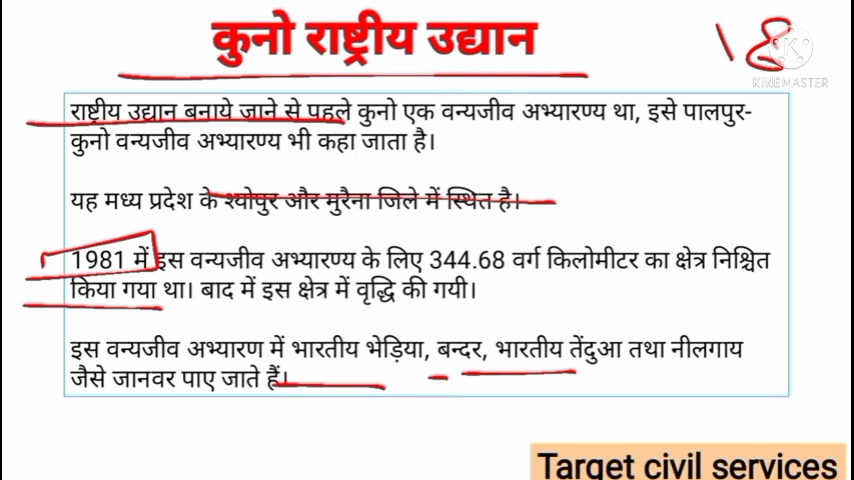 कुनो राष्ट्रीय उद्यान
18
KINEMASTER
राष्ट्रीय उद्यान बनाये जाने से पहले कुनो एक वन्यजीव अभ्यारण्य था, इसे पालपुर-
कुनो वन्यजीव अभ्यारण्य भी कहा जाता है।
यह मध्य प्रदेश के श्योपुर और मुरैना जिले में स्थित है।
1981 में इस वन्यजीव अभ्यारण्य के लिए 344.68 वर्ग किलोमीटर का क्षेत्र निश्चित
किया गया था। बाद में इस क्षेत्र में वृद्धि की गयी।
इस वन्यजीव अभ्यारण में भारतीय भेड़िया, बन्दर, भारतीय तेंदुआ तथा नीलगाय
जैसे जानवर पाए जाते हैं।
Target civil services